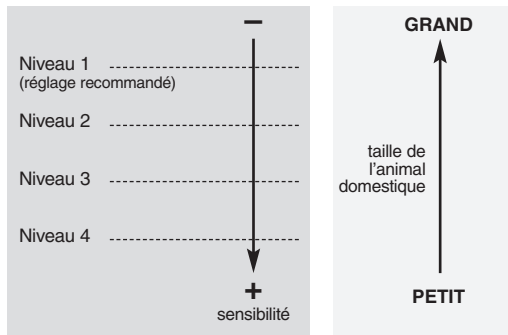 –
Niveau 1
(réglage recommandé)
Niveau 2
Niveau 3
Niveau 4
+
sensibilité
GRAND
taille de
l'animal
domestique
PETIT